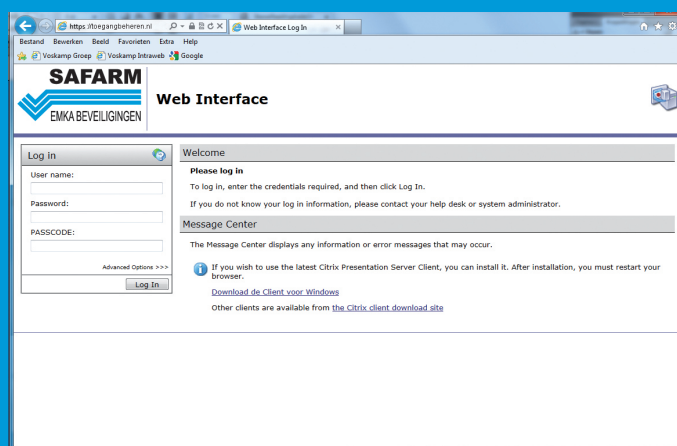 https://toegangbeheren.nl
Web Interface Log In
Bestand Bewerken Beeld Favorieten Extra Help
Voskamp Groep Voskamp Intraweb Google
SAFARM
EMKA BEVEILIGINGEN
Web Interface
Log in
User name:
Password:
PASSCODE:
Advanced Options >>>
Log In
Welcome
Please log in
To log in, enter the credentials required, and then click Log In.
If you do not know your log in information, please contact your help desk or system administrator.
Message Center
The Message Center displays any information or error messages that may occur.
If you wish to use the latest Citrix Presentation Server Client, you can install it. After installation, you must restart your
browser.
Download de Client voor Windows
Other clients are available from the Citrix client download site